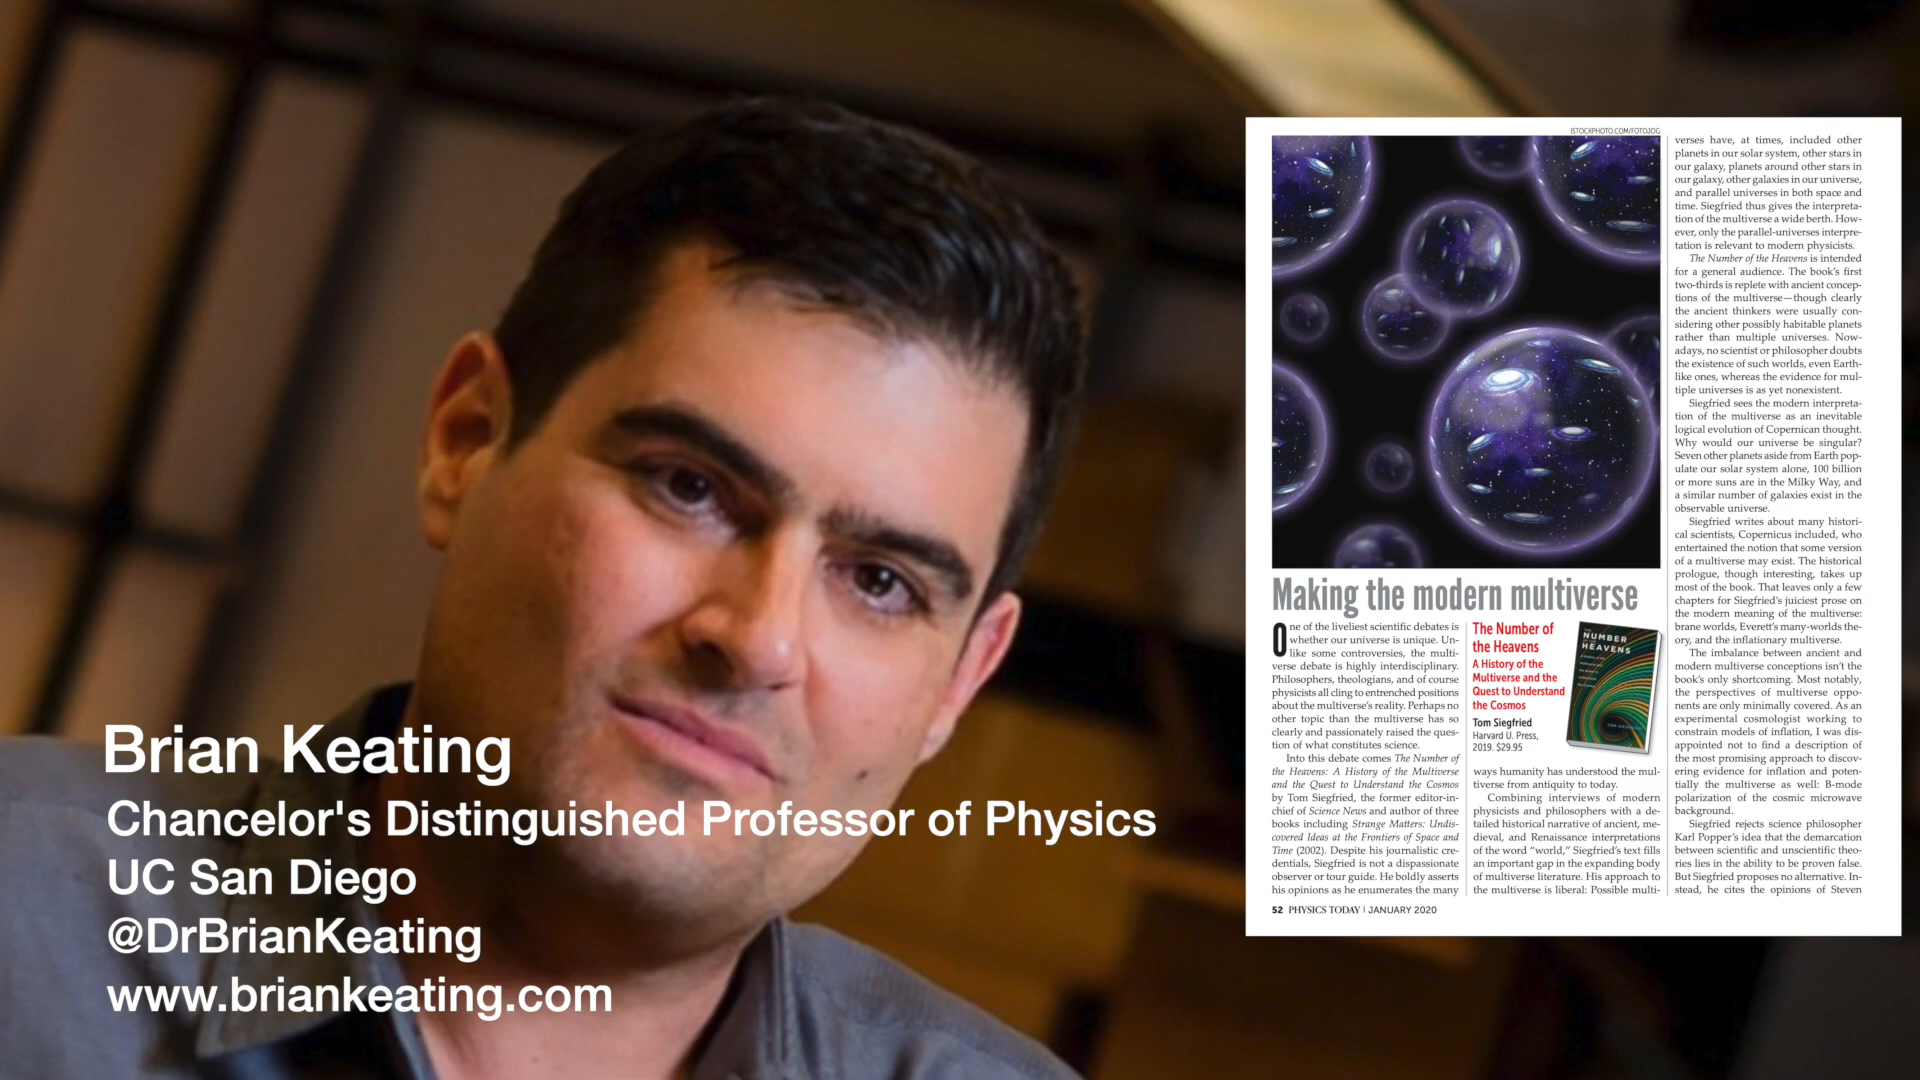 Brian Keating
Chancelor's Distinguished Professor of Physics
UC San Diego
@DrBrianKeating
www.briankeating.com
ISTOCKPHOTO.COM/FOTOJOG
Making the modern multiverse
One of the liveliest scientific debates is
whether our universe is unique. Un-
like some controversies, the multi-
verse debate is highly interdisciplinary.
Philosophers, theologians, and of course
physicists all cling to entrenched positions
about the multiverse's reality. Perhaps no
other topic than the multiverse has so
clearly and passionately raised the ques-
tion of what constitutes science.
Into this debate comes The Number of
the Heavens: A History of the Multiverse
and the Quest to Understand the Cosmos
by Tom Siegfried, the former editor-in-
chief of Science News and author of three
books including Strange Matters: Undis-
covered Ideas at the Frontiers of Space and
Time (2002). Despite his journalistic cre-
dentials, Siegfried is not a dispassionate
observer or tour guide. He boldly asserts
his opinions as he enumerates the many
The Number of
the Heavens
A History of the
Multiverse and the
Quest to Understand
the Cosmos
Tom Siegfried
Harvard U. Press,
2019. $29.95
NUMBER
HEAVENS
ways humanity has understood the mul-
tiverse from antiquity to today.
Combining interviews of modern
physicists and philosophers with a de-
tailed historical narrative of ancient, me-
dieval, and Renaissance interpretations
of the word "world," Siegfried's text fills
an important gap in the expanding body
of multiverse literature. His approach to
the multiverse is liberal: Possible multi-
verses have, at times, included other
planets in our solar system, other stars in
our galaxy, planets around other stars in
our galaxy, other galaxies in our universe,
and parallel universes in both space and
time. Siegfried thus gives the interpreta-
tion of the multiverse a wide berth. How-
ever, only the parallel-universes interpre-
tation is relevant to modern physicists.
The Number of the Heavens is intended
for a general audience. The book's first
two-thirds is replete with ancient concep-
tions of the multiverse—though clearly
the ancient thinkers were usually con-
sidering other possibly habitable planets
rather than multiple universes. Now-
adays, no scientist or philosopher doubts
the existence of such worlds, even Earth-
like ones, whereas the evidence for mul-
tiple universes is as yet nonexistent.
Siegfried sees the modern interpreta-
tion of the multiverse as an inevitable
logical evolution of Copernican thought.
Why would our universe be singular?
Seven other planets aside from Earth pop-
ulate our solar system alone, 100 billion
or more suns are in the Milky Way, and
a similar number of galaxies exist in the
observable universe.
Siegfried writes about many histori-
cal scientists, Copernicus included, who
entertained the notion that some version
of a multiverse may exist. The historical
prologue, though interesting, takes up
most of the book. That leaves only a few
chapters for Siegfried's juiciest prose on
the modern meaning of the multiverse:
brane worlds, Everett's many-worlds the-
ory, and the inflationary multiverse.
The imbalance between ancient and
modern multiverse conceptions isn't the
book's only shortcoming. Most notably,
the perspectives of multiverse oppo-
nents are only minimally covered. As an
experimental cosmologist working to
constrain models of inflation, I was dis-
appointed not to find a description of
the most promising approach to discov-
ering evidence for inflation and poten-
tially the multiverse as well: B-mode
polarization of the cosmic microwave
background.
Siegfried rejects science philosopher
Karl Popper's idea that the demarcation
between scientific and unscientific theo-
ries lies in the ability to be proven false.
But Siegfried proposes no alternative. In-
stead, he cites the opinions of Steven
52 PHYSICS TODAY | JANUARY 2020